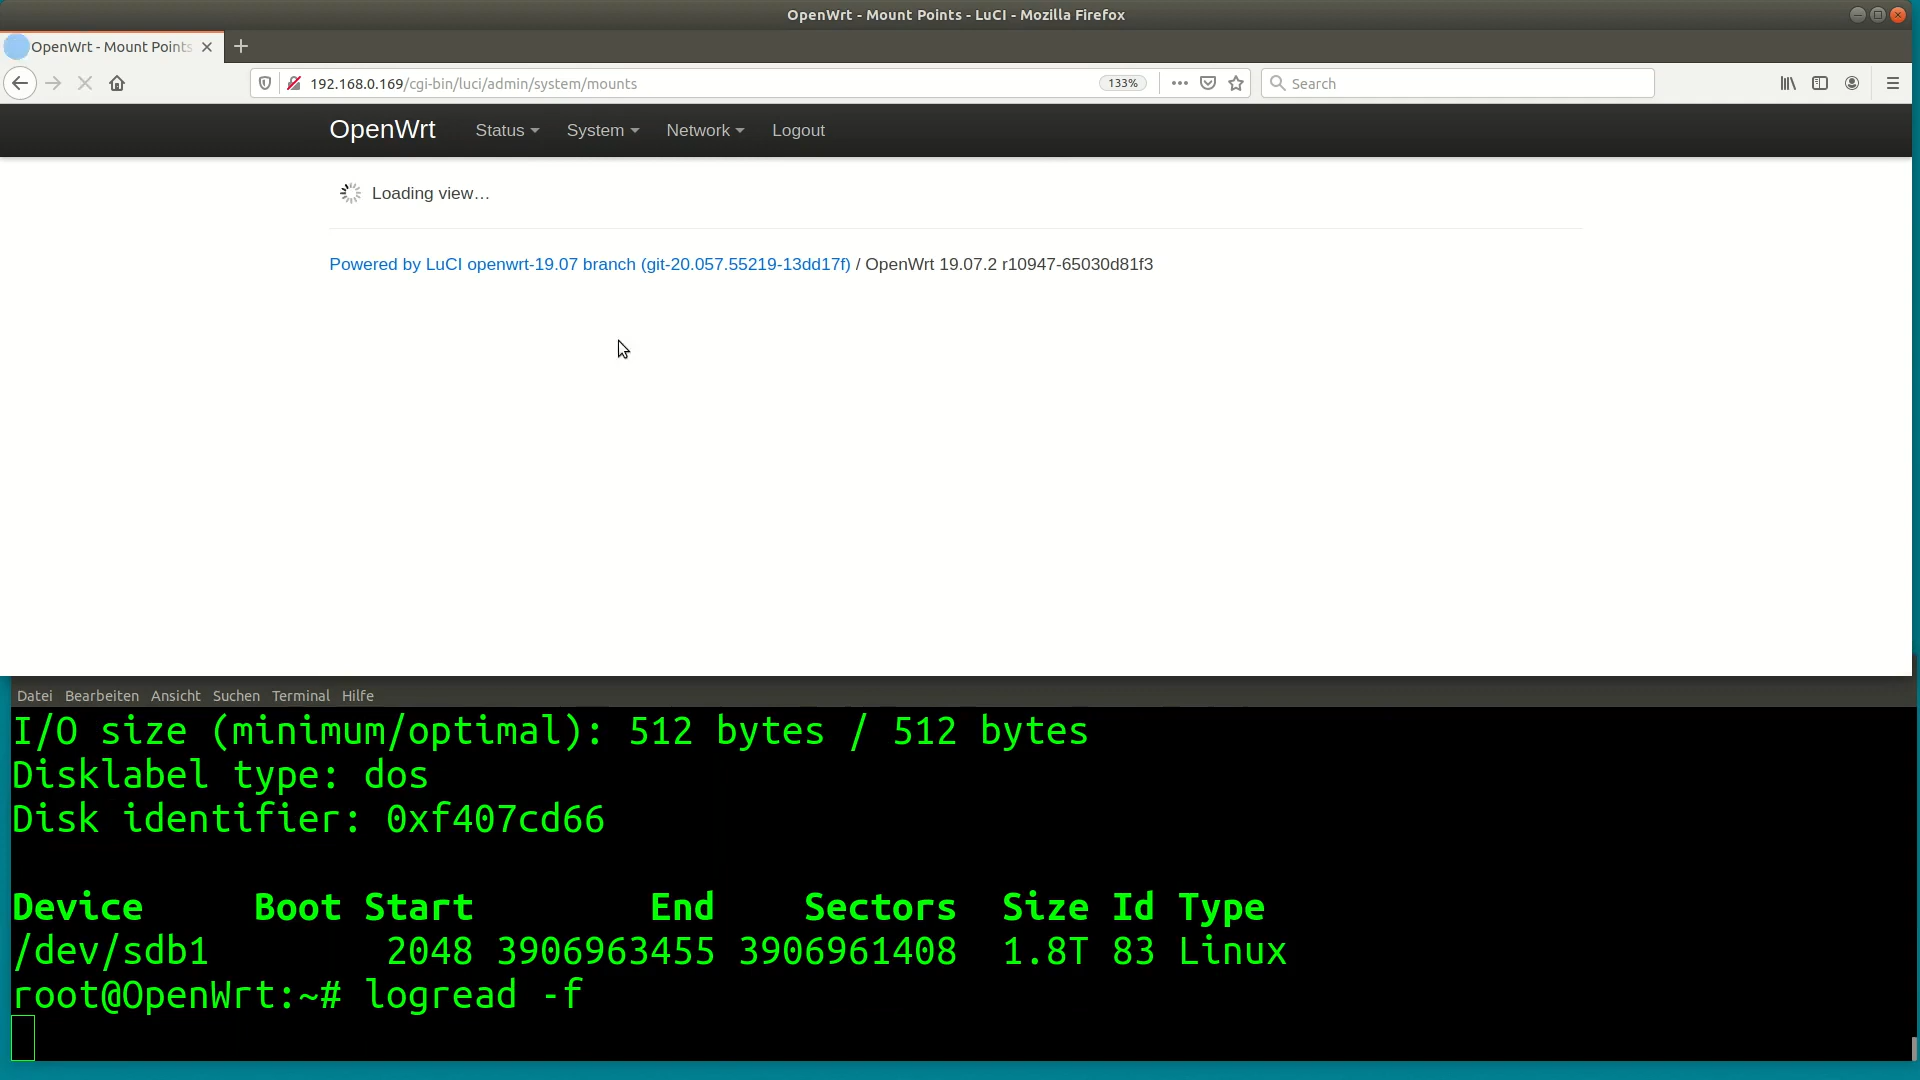 OpenWrt - Mount Points - LuCI - Mozilla Firefox
OpenWrt - Mount Points
192.168.0.169/cgi-bin/luci/admin/system/mounts
133%
Search
OpenWrt
Status
System
Network
Logout
Loading view…
Powered by LuCI openwrt-19.07 branch (git-20.057.55219-13dd17f) / OpenWrt 19.07.2 r10947-65030d81f3
Datei Bearbeiten Ansicht Suchen Terminal Hilfe
I/O size (minimum/optimal): 512 bytes / 512 bytes
Disklabel type: dos
Disk identifier: 0xf407cd66
Device Boot Start End Sectors Size Id Type
/dev/sdb1 2048 3906963455 3906961408 1.8T 83 Linux
root@OpenWrt:~# logread -f